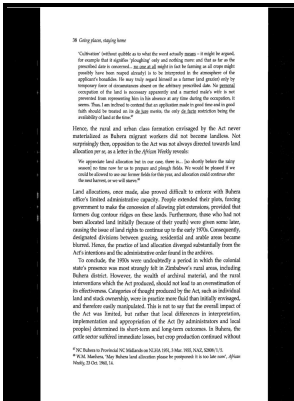 38 Going places, staying home
'Cultivation' (without quibble as to what the word actually means – it might be argued,
for example that it signifies 'ploughing' only and nothing more and that as far as the
prescribed date is concerned... no one at all might in fact be farming as all crops might
possibly have been reaped already) is to be interpreted in the atmosphere of the
applicant's bonafides. He may truly regard himself as a farmer (and grazier) only by
temporary force of circumstances absent on the arbitrary prescribed date. No personal
occupation of the land is necessary apparently and a married male's wife is not
prevented from representing him in his absence at any time during the occupation. It
seems. Thus, I am inclined to contend that an application made in good time and in good
faith should be treated on its de jure merits, the only de facto restriction being the
availability of land at the time.
Hence, the rural and urban class formation envisaged by the Act never
materialized as Buhera migrant workers did not become landless. Not
surprisingly then, opposition to the Act was not always directed towards land
allocation per se, as a letter in the African Weekly reveals:
We appreciate land allocation but in our case, there is... [so shortly before the rainy
season] no time now for us to prepare and plough fields. We would be pleased if we
could be allowed to use our former fields for this year, and allocation could continue after
the next harvest, or we will starve.
Land allocations, once made, also proved difficult to enforce with Buhera
office's limited administrative capacity. People extended their plots, forcing
government to make the concession of allowing plot extensions, provided that
farmers dug contour ridges on these lands. Furthermore, those who had not
been allocated land initially (because of their youth) were given some later,
causing the issue of land rights to continue up to the early 1970s. Consequently,
designated divisions between grazing, residential and arable areas became
blurred. Hence, the practice of land allocation diverged substantially from the
Act's intentions and the administrative order found in the archives.
To conclude, the 1950s were undoubtedly a period in which the colonial
state's presence was most strongly felt in Zimbabwe's rural areas, including
Buhera district. However, the wealth of archival material, and the rural
interventions which the Act produced, should not lead to an overestimation of
its effectiveness. Categories of thought produced by the Act, such as individual
land and stock ownership, were in practice more fluid than initially envisaged,
and therefore easily manipulated. This is not to say that the overall impact of
the Act was limited, but rather that local differences in interpretation,
implementation and appropriation of the Act (by administrators and local
peoples) determined its short-term and long-term outcomes. In Buhera, the
cattle sector suffered immediate losses, but crop production continued without
NC Buhera to Provincial NC Midlands on NLHA 1951, 3 Mar. 1955, NAZ, S2808/1/3.
W.M. Mavhera, 'May Buhera land allocation please be postponed: it is too late now', African
Weekly, 23 Oct. 1960, 14.